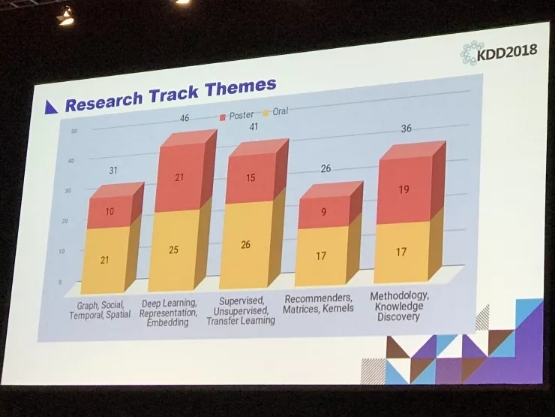 KDD2018
Research Track Themes
Poster Oral
50
40
30
20
10
0
31
46
41
26
36
10
21
15
9
19
21
25
26
17
17
Graph, Social,
Temporal, Spatial
Deep Learning,
Representation,
Embedding
Supervised,
Unsupervised,
Transfer Learning
Recommenders,
Matrices, Kernels
Methodology,
Knowledge
Discovery